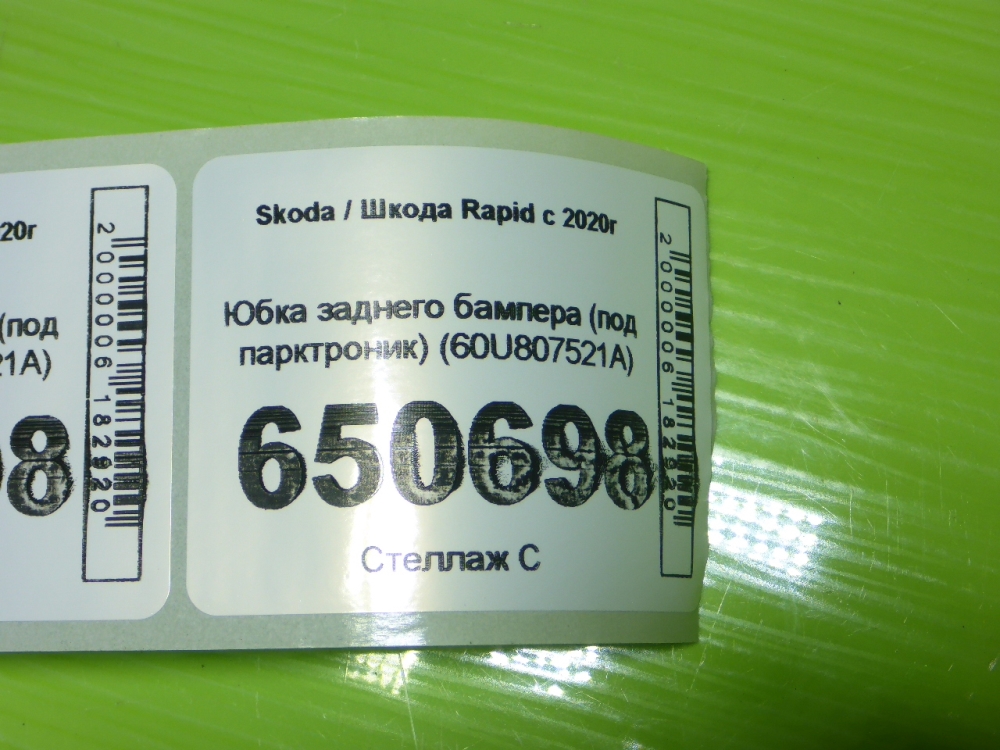 20г
(под
21A)
98
2000006182920
Skoda / Шкода Rapid с 2020г
Юбка заднего бампера (под
парктроник) (60U807521A)
650698
Стеллаж С
2000006182920